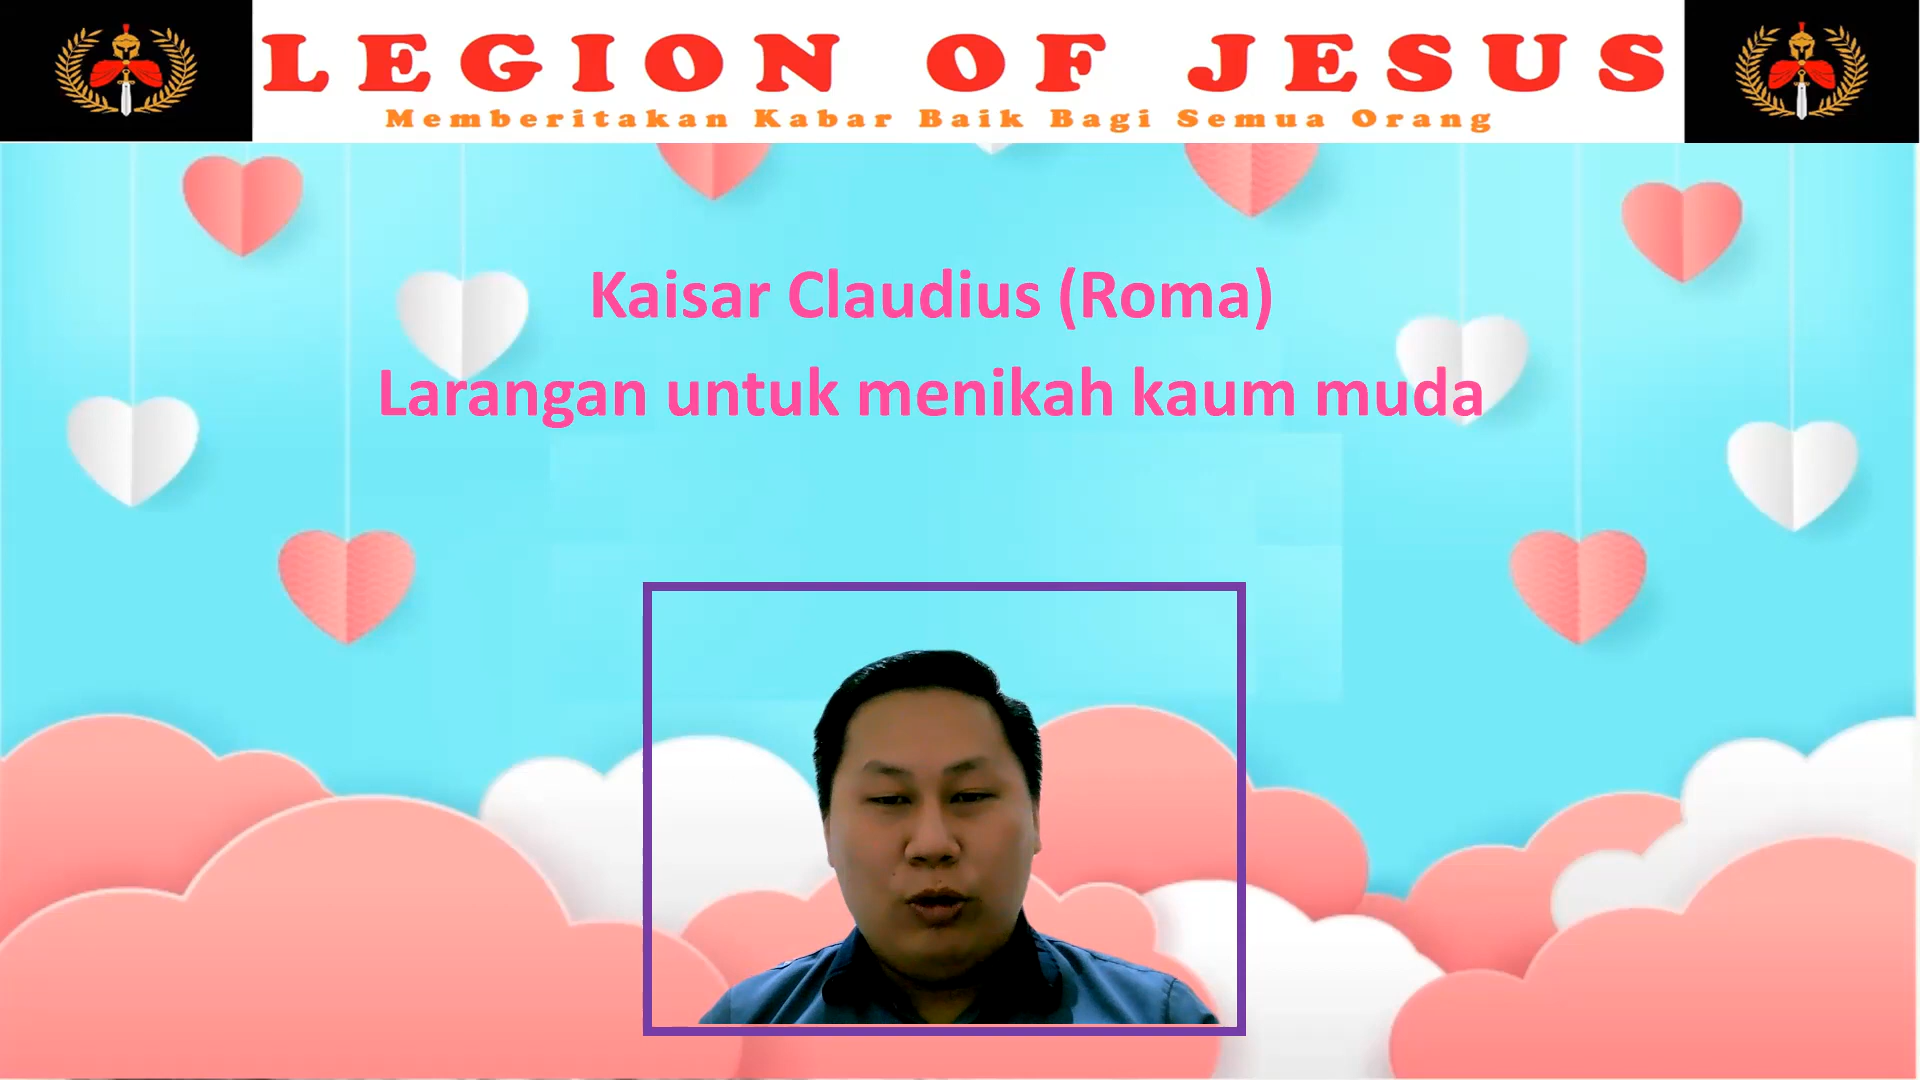 LEGION OF JESUS
Memberitakan Kabar Baik Bagi Semua Orang
Kaisar Claudius (Roma)
Larangan untuk menikah kaum muda